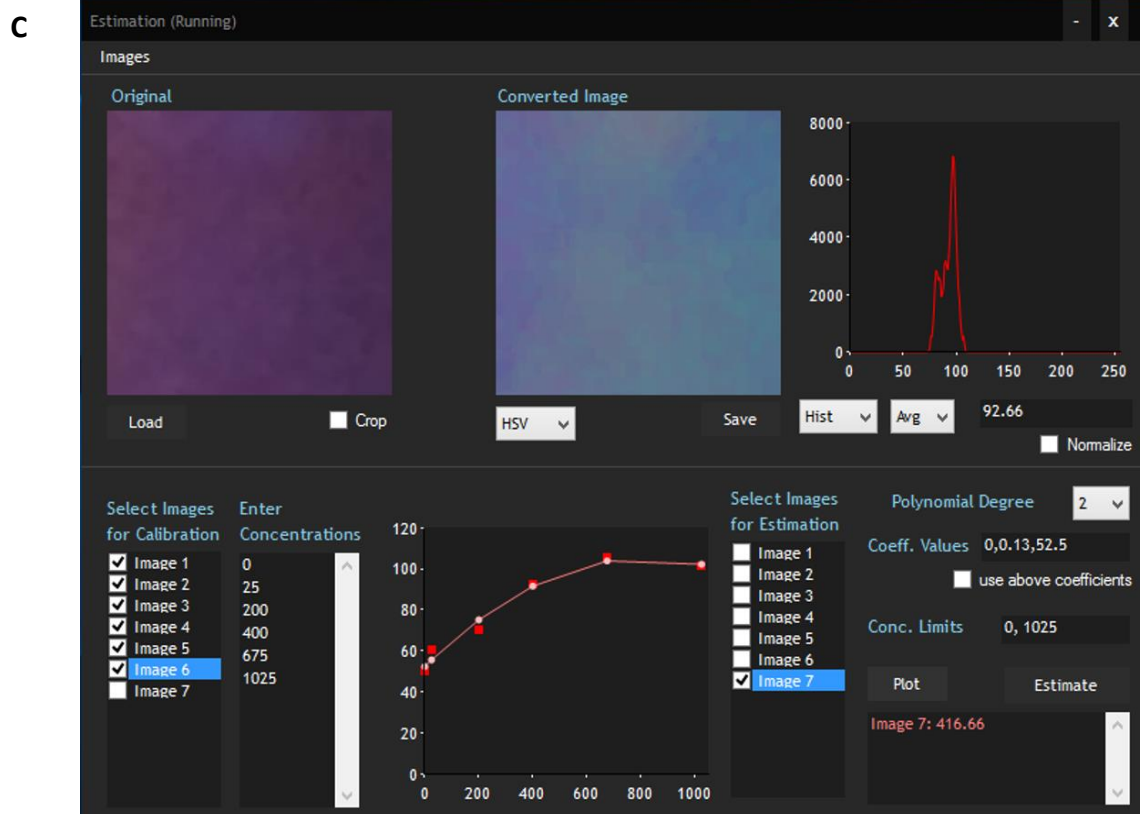 C
Estimation (Running)
- x
Images
Original
Converted Image
8000
6000
4000
2000
0
0 50 100 150 200 250
Load
Crop
HSV
Save
Hist
Avg
92.66
Normalize
Select Images
for Calibration
Image 1
Image 2
Image 3
Image 4
Image 5
Image 6
Image 7
Enter
Concentrations
0
25
200
400
675
1025
120
100
80
60
40
20
0
0 200 400 600 800 1000
Select Images
for Estimation
Image 1
Image 2
Image 3
Image 4
Image 5
Image 6
Image 7
Polynomial Degree 2
Coeff. Values 0,0.13,52.5
use above coefficients
Conc. Limits 0, 1025
Plot
Estimate
Image 7: 416.66